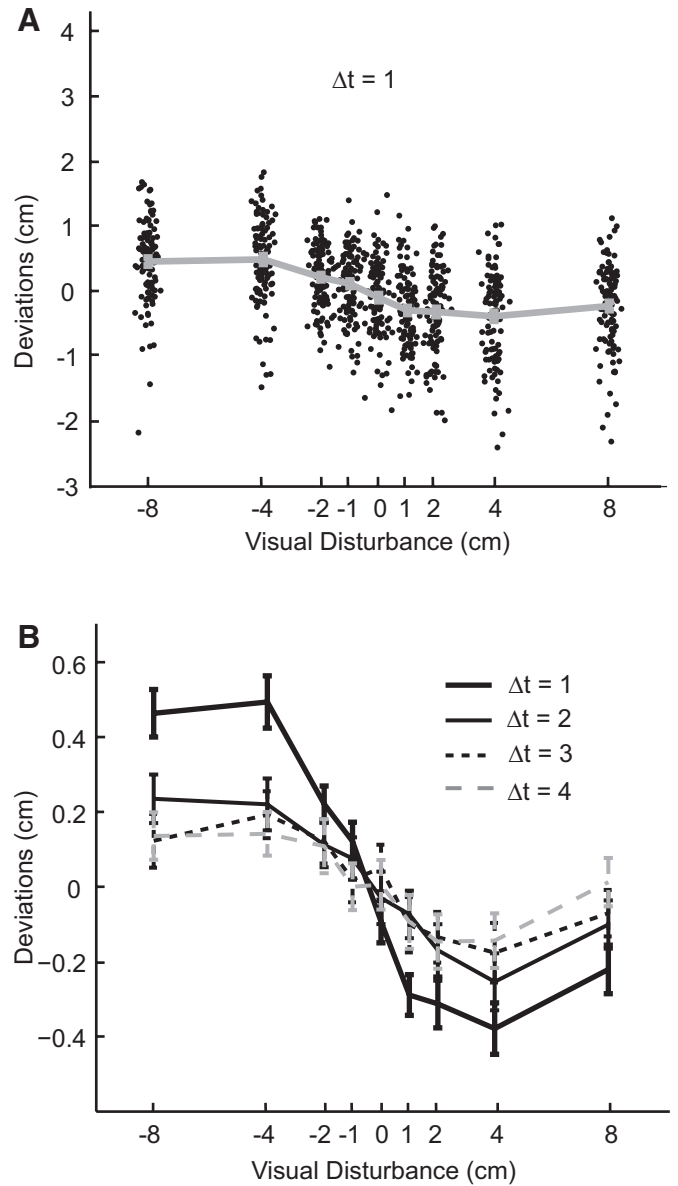 A
4
3
2
1
0
-1
-2
-3
Δt = 1
Deviations (cm)
-8 -4 -2 -1 0 1 2 4 8
Visual Disturbance (cm)
B
0.6
0.4
0.2
0
−0.2
−0.4
Deviations (cm)
Δt = 1
Δt = 2
Δt = 3
Δt = 4
-8 -4 -2 -1 0 1 2 4 8
Visual Disturbance (cm)